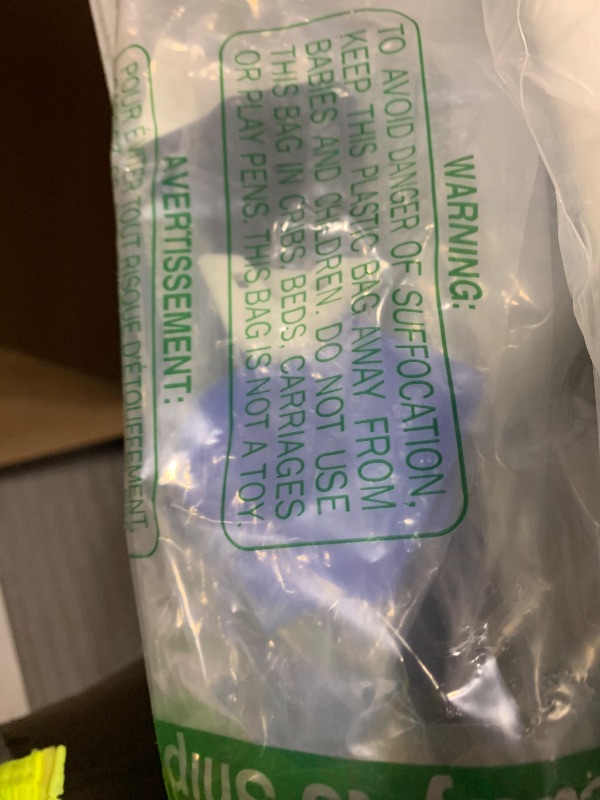 WARNING:
TO AVOID DANGER OF SUFFOCATION,
KEEP THIS PLASTIC BAG AWAY FROM
BABIES AND CHILDREN. DO NOT USE
THIS BAG IN CRIBS, BEDS, CARRIAGES
OR PLAY PENS. THIS BAG IS NOT A TOY.
AVERTISSEMENT:
POUR ÉVITER TOUT RISQUE D'ÉTOUFFEMENT,